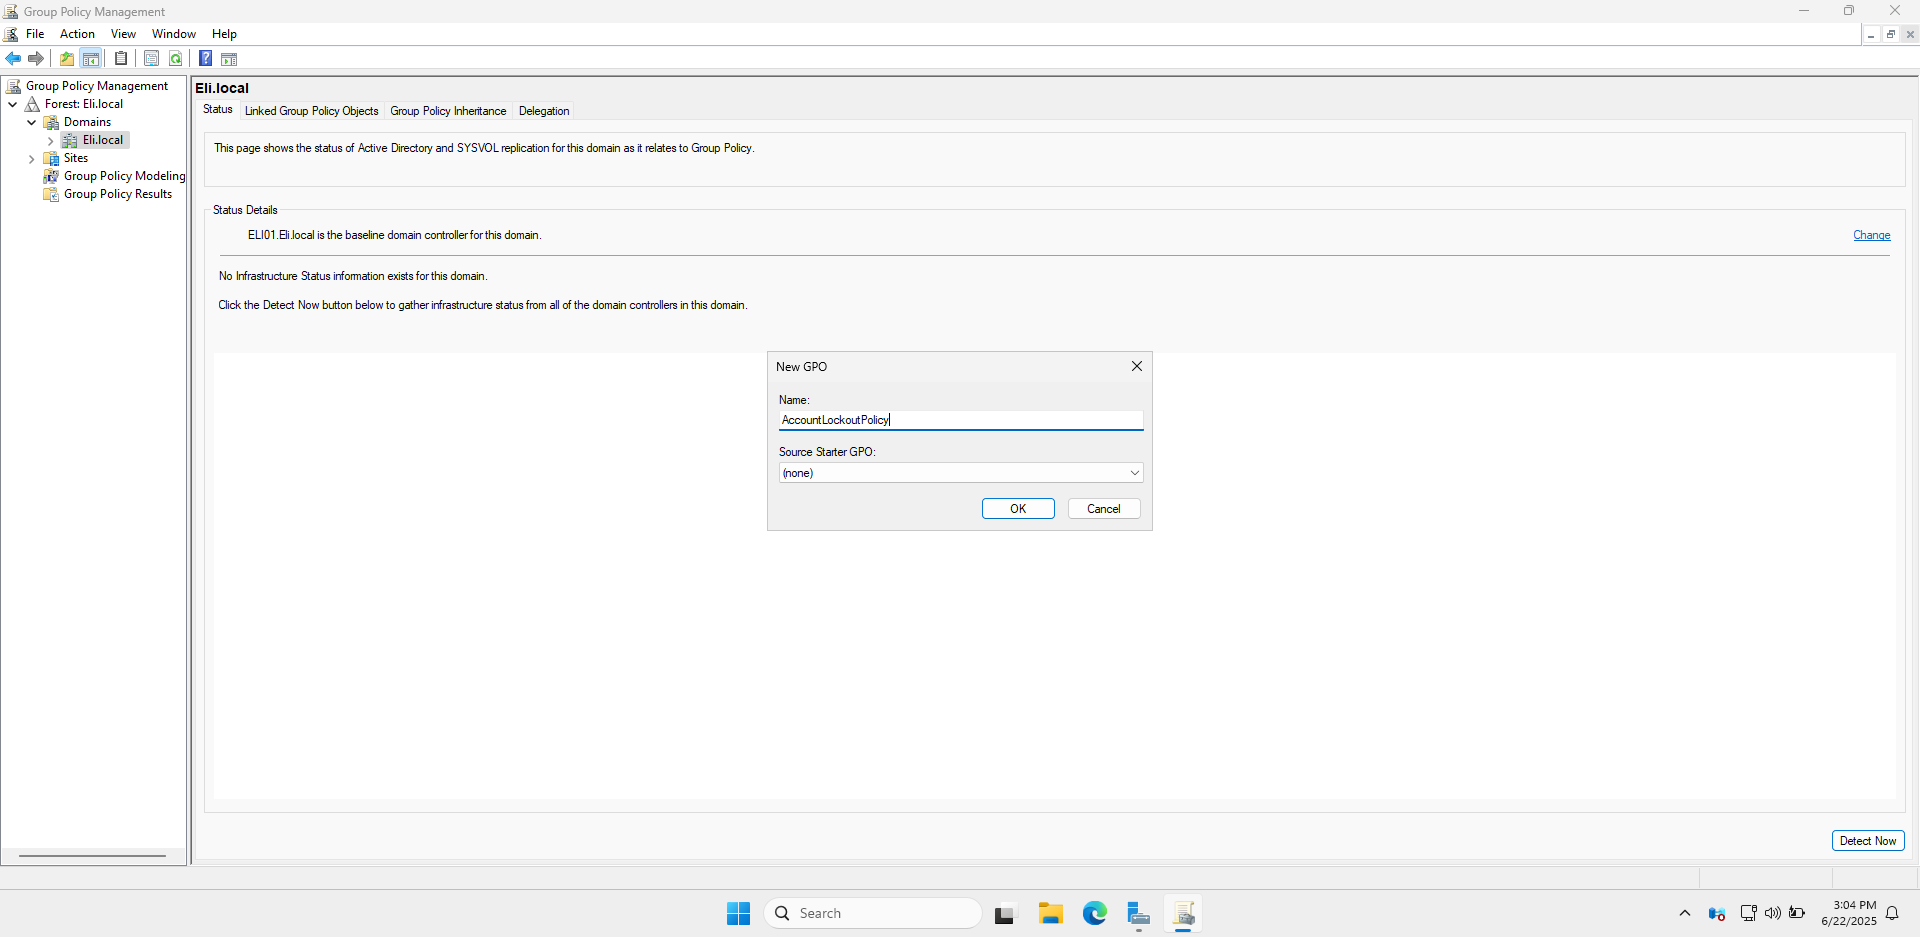 Group Policy Management
File Action View Window Help
Group Policy Management
Forest: Eli.local
Domains
Eli.local
Sites
Group Policy Modeling
Group Policy Results
Eli.local
Status Linked Group Policy Objects Group Policy Inheritance Delegation
This page shows the status of Active Directory and SYSVOL replication for this domain as it relates to Group Policy.
Status Details
ELI01.Eli.local is the baseline domain controller for this domain.
Change
No Infrastructure Status information exists for this domain.
Click the Detect Now button below to gather infrastructure status from all of the domain controllers in this domain.
New GPO
Name:
AccountLockoutPolicy
Source Starter GPO:
(none)
OK Cancel
Detect Now
Search
3:04 PM
6/22/2025